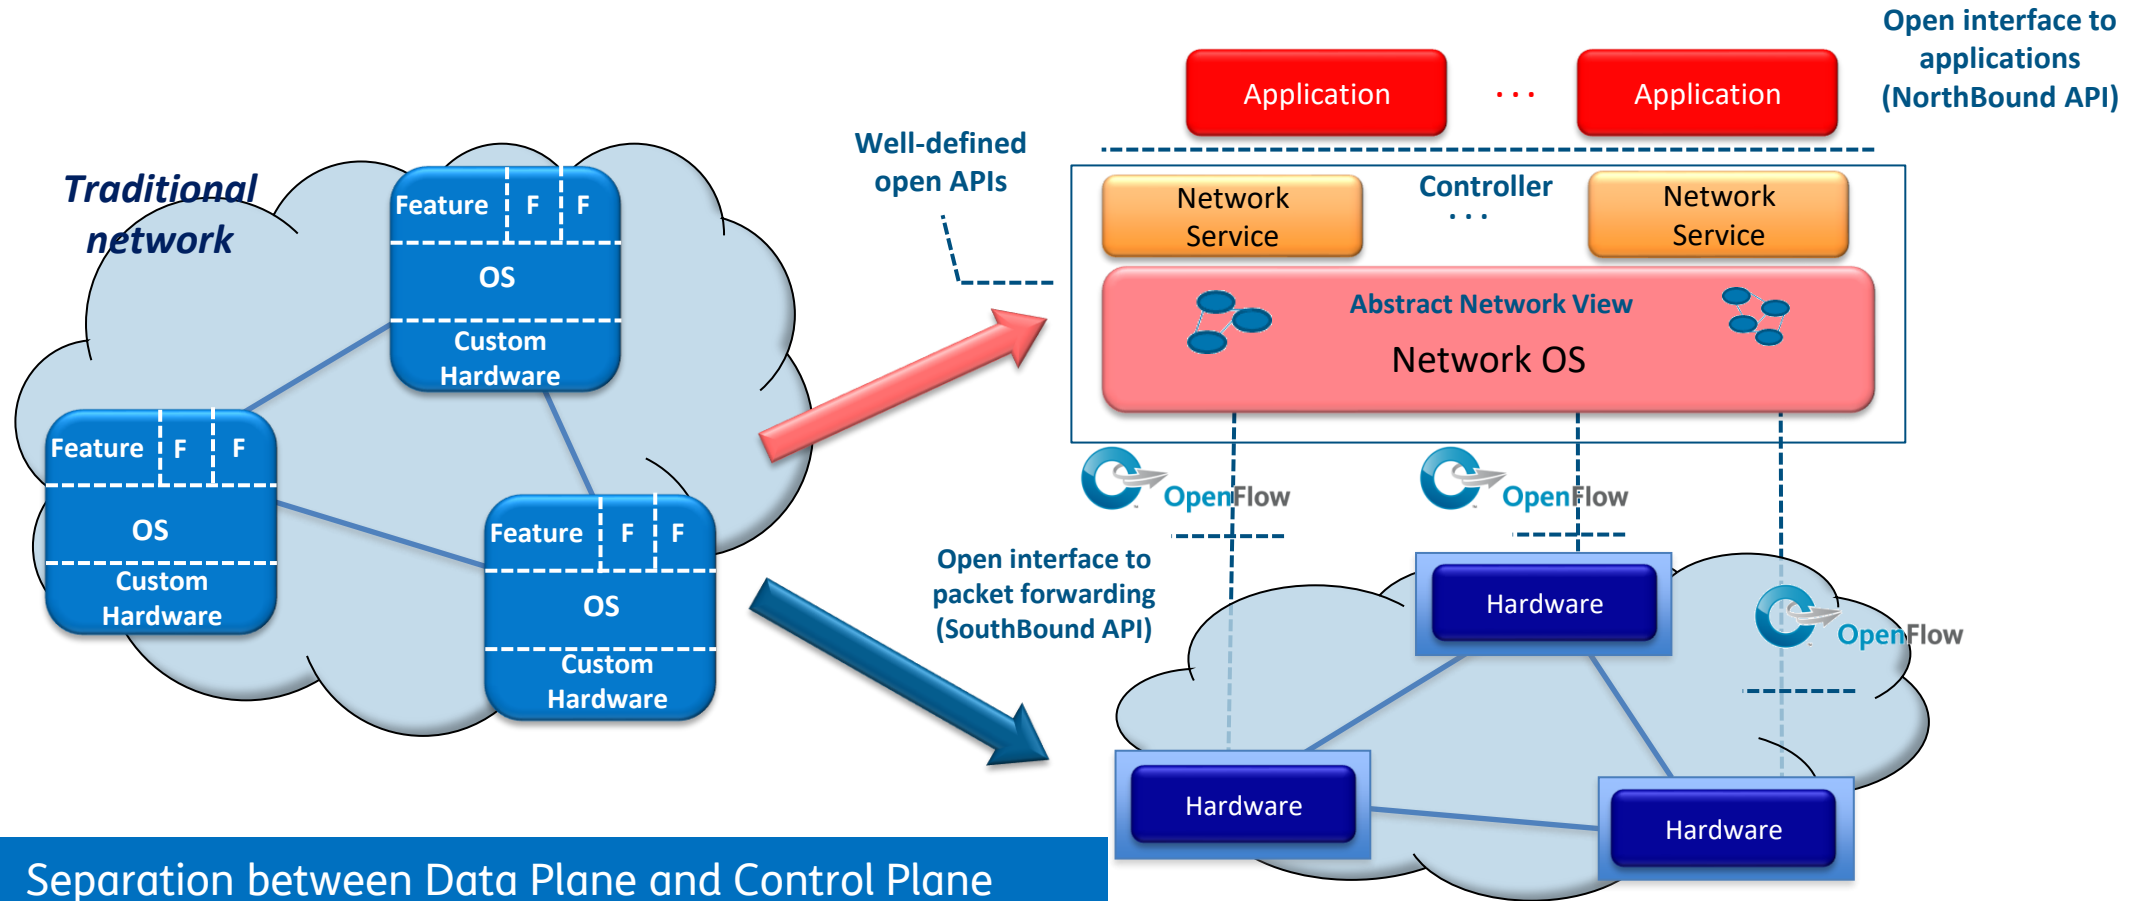 Open interface to
applications
(NorthBound API)
Application
. . .
Application
Well-defined
open APIs
Traditional
network
Feature F F
OS
Custom
Hardware
Network
Service
Controller
. . .
Network
Service
Abstract Network View
Network OS
Feature F F
OS
Custom
Hardware
OpenFlow
OpenFlow
Feature F F
OS
Custom
Hardware
Open interface to
packet forwarding
(SouthBound API)
Hardware
OpenFlow
Hardware
Hardware
Separation between Data Plane and Control Plane